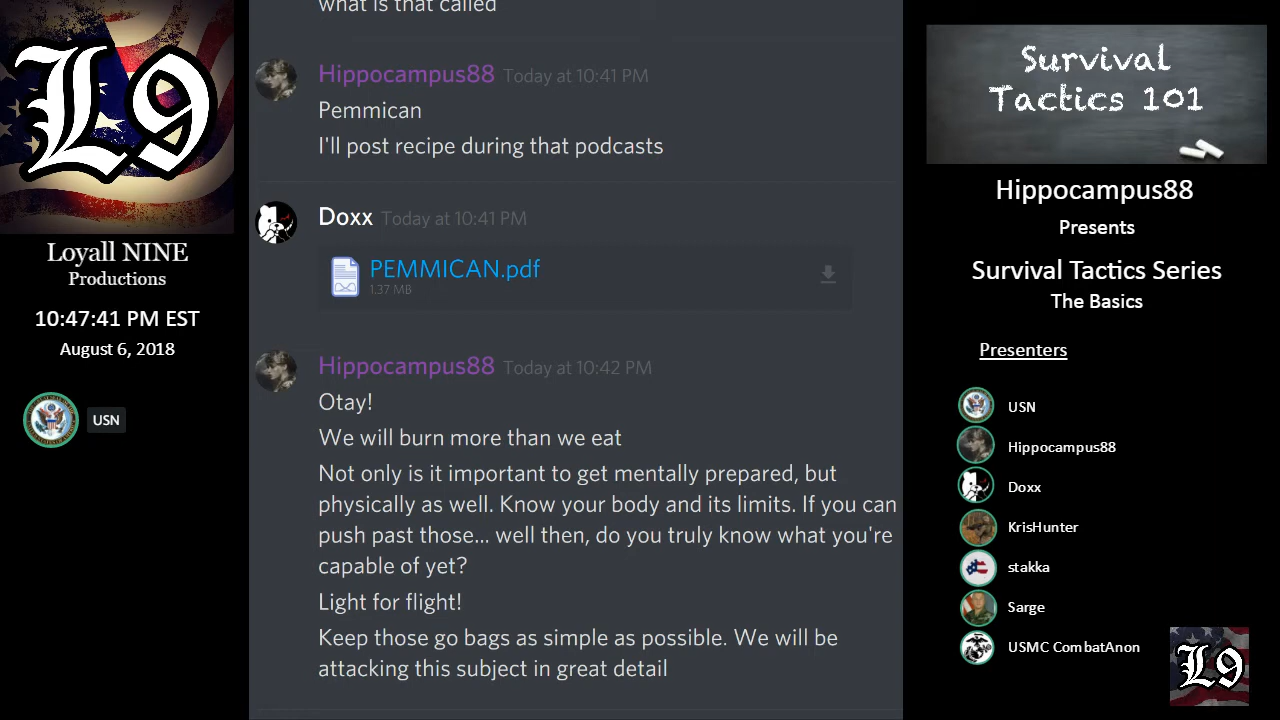 L9
Loyall NINE
Productions
10:47:41 PM EST
August 6, 2018
USN
what is that called
Hippocampus88 Today at 10:41 PM
Pemmican
I'll post recipe during that podcasts
Doxx Today at 10:41 PM
PEMMICAN.pdf
1.37 MB
Hippocampus88 Today at 10:42 PM
Otay!
We will burn more than we eat
Not only is it important to get mentally prepared, but
physically as well. Know your body and its limits. If you can
push past those... well then, do you truly know what you're
capable of yet?
Light for flight!
Keep those go bags as simple as possible. We will be
attacking this subject in great detail
Survival
Tactics 101
Hippocampus88
Presents
Survival Tactics Series
The Basics
Presenters
USN
Hippocampus88
Doxx
KrisHunter
stakka
Sarge
USMC CombatAnon
L9